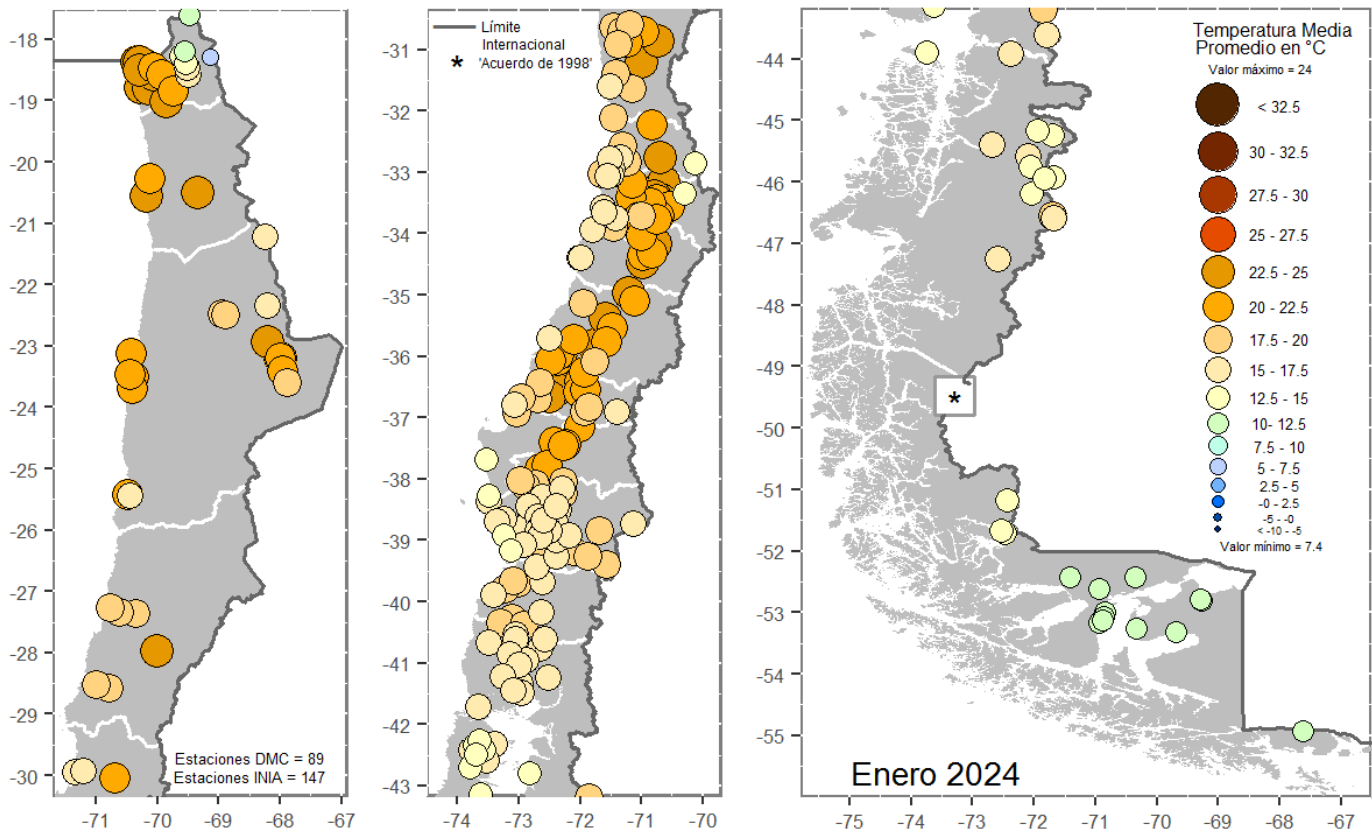 -18
-19
-20
-21
-22
-23
-24
-25
-26
-27
-28
-29
-30
-71
-70
-69
-68
-67
Estaciones DMC = 89
Estaciones INIA = 147
-31
-32
-33
-34
-35
-36
-37
-38
-39
-40
-41
-42
-43
-74
-73
-72
-71
-70
Límite
Internacional
* 'Acuerdo de 1998'
-44
-45
-46
-47
-48
-49
-50
-51
-52
-53
-54
-55
-75
-74
-73
-72
-71
-70
-69
-68
-67
*
Enero 2024
Temperatura Media
Promedio en °C
Valor máximo = 24
< 32.5
30 - 32.5
27.5 - 30
25 - 27.5
22.5 - 25
20 - 22.5
17.5 - 20
15 - 17.5
12.5 - 15
10- 12.5
7.5 - 10
5 - 7.5
2.5 - 5
-0 - 2.5
-5 - -0
< -10 - -5
Valor mínimo = 7.4